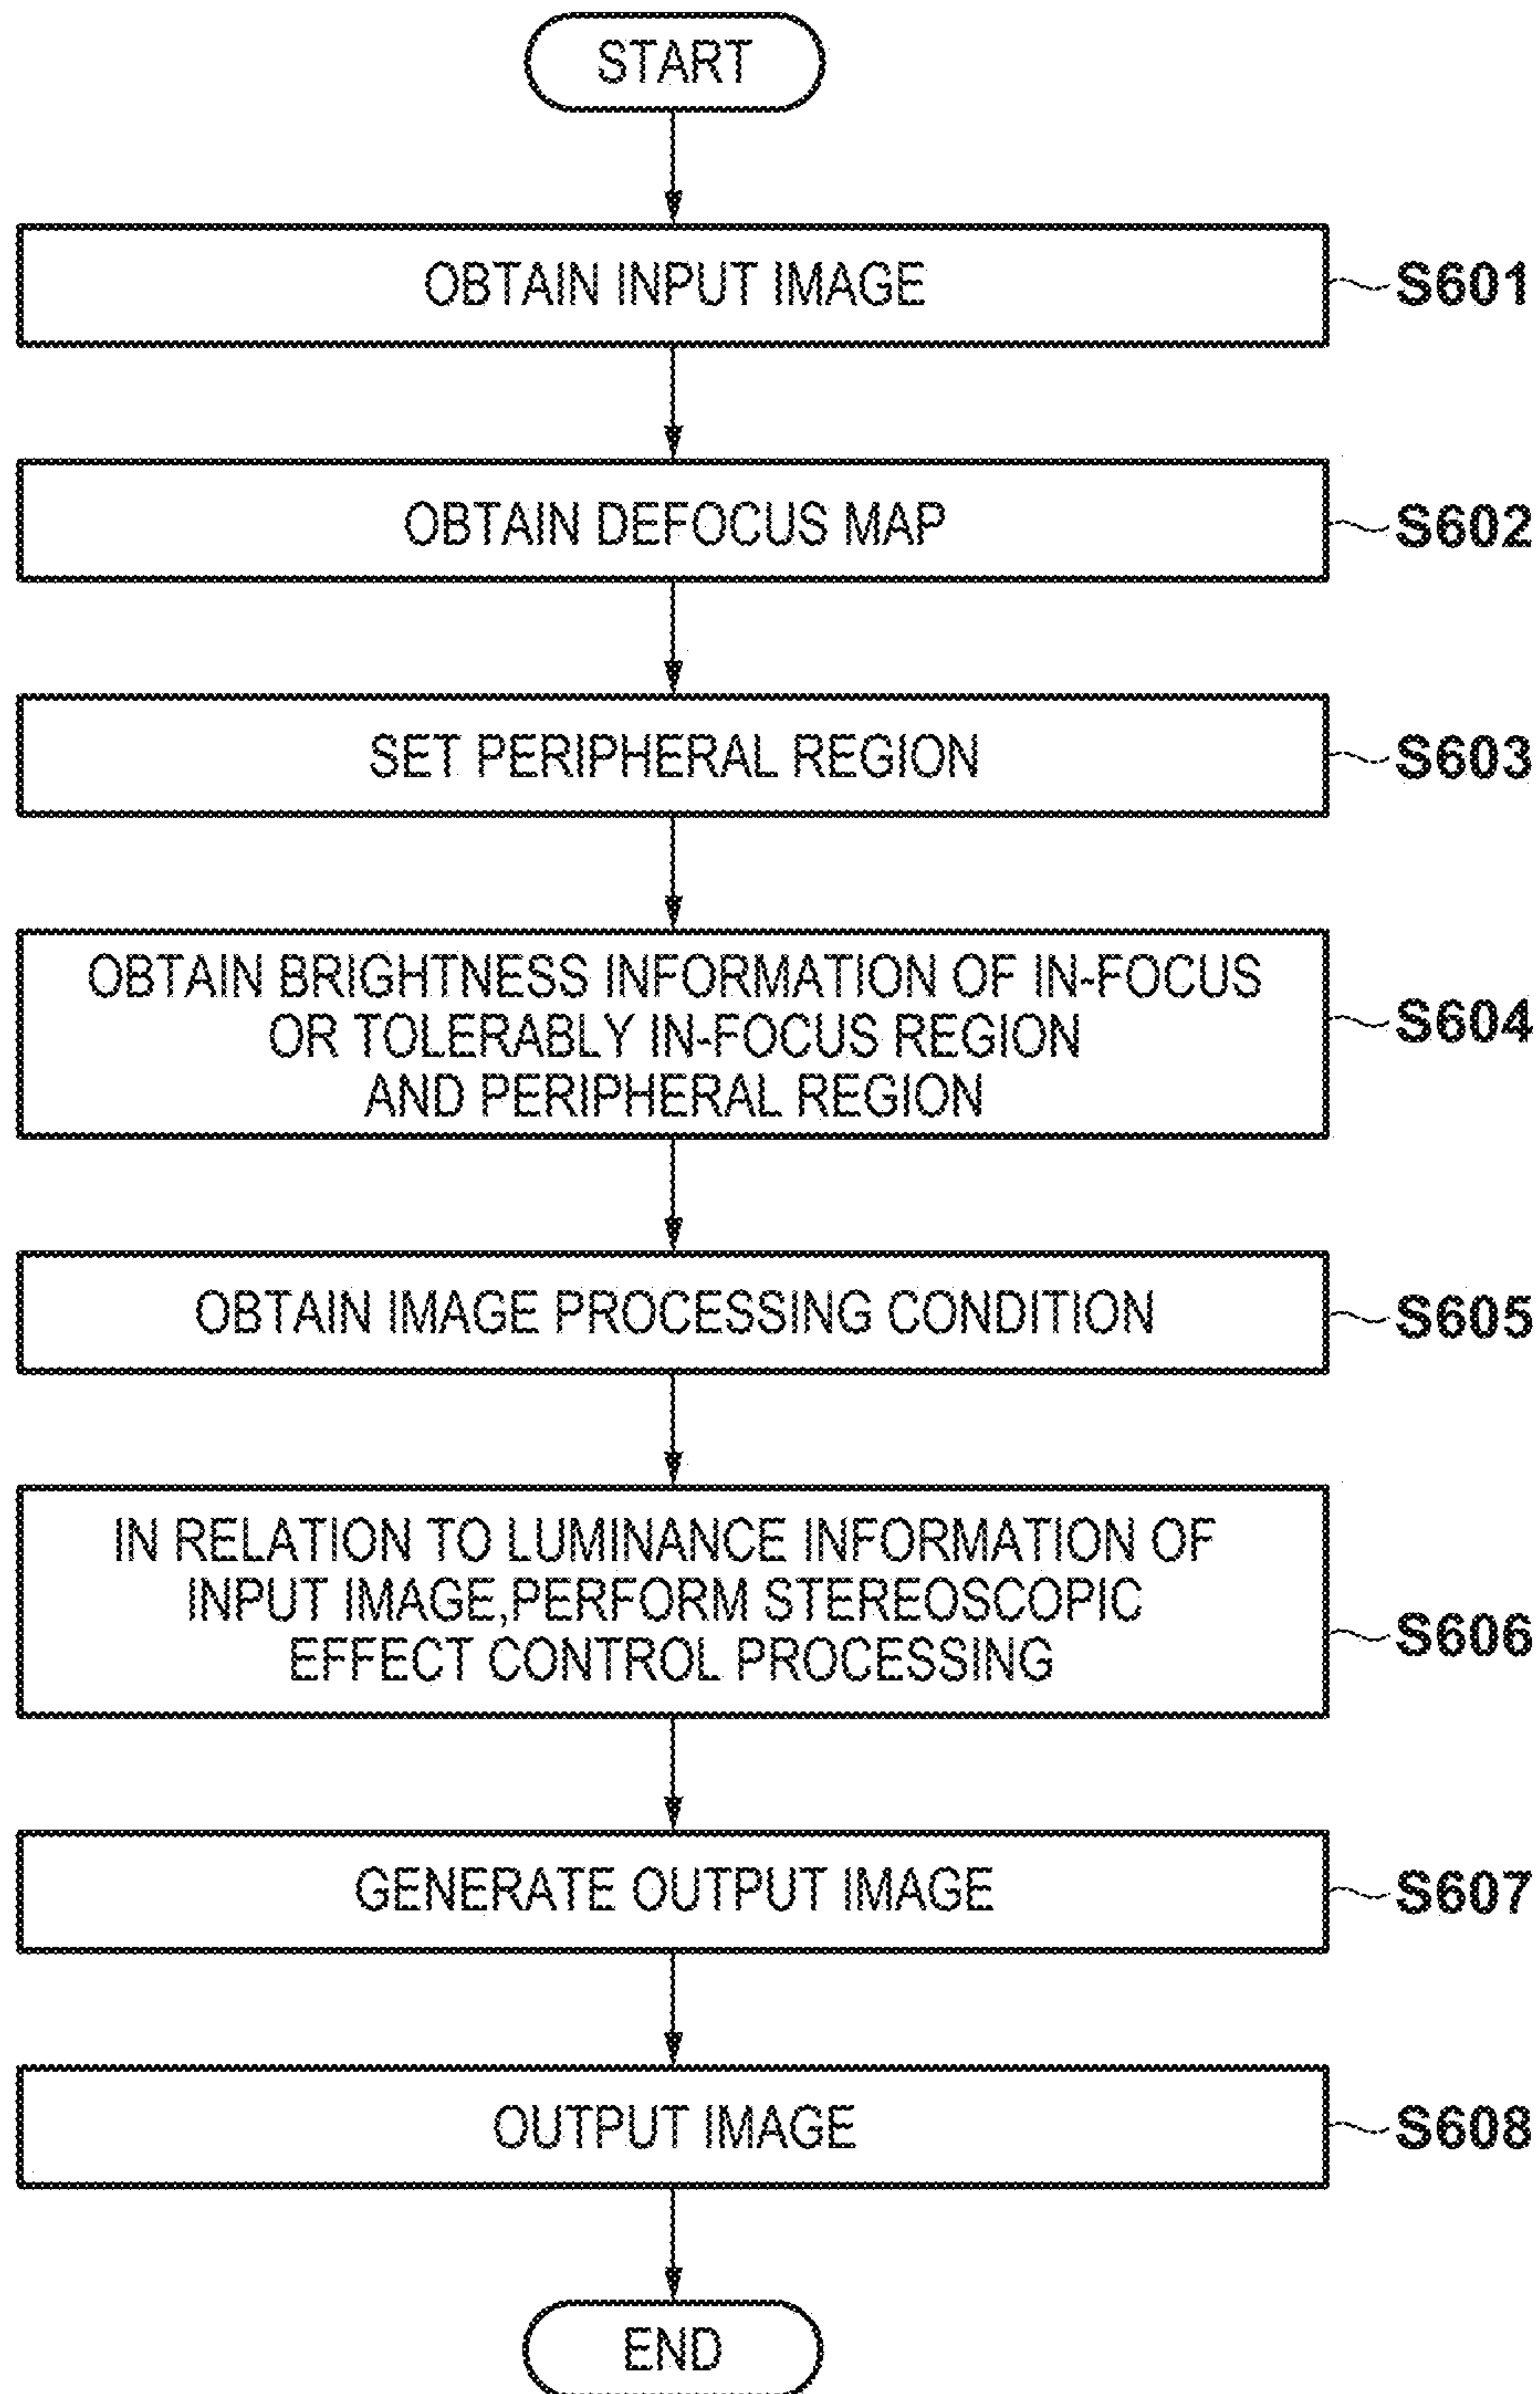 START
OBTAIN INPUT IMAGE
S601
OBTAIN DEFOCUS MAP
S602
SET PERIPHERAL REGION
S603
OBTAIN BRIGHTNESS INFORMATION OF IN-FOCUS
OR TOLERABLY IN-FOCUS REGION
AND PERIPHERAL REGION
S604
OBTAIN IMAGE PROCESSING CONDITION
S605
IN RELATION TO LUMINANCE INFORMATION OF
INPUT IMAGE,PERFORM STEREOSCOPIC
EFFECT CONTROL PROCESSING
S606
GENERATE OUTPUT IMAGE
S607
OUTPUT IMAGE
S608
END